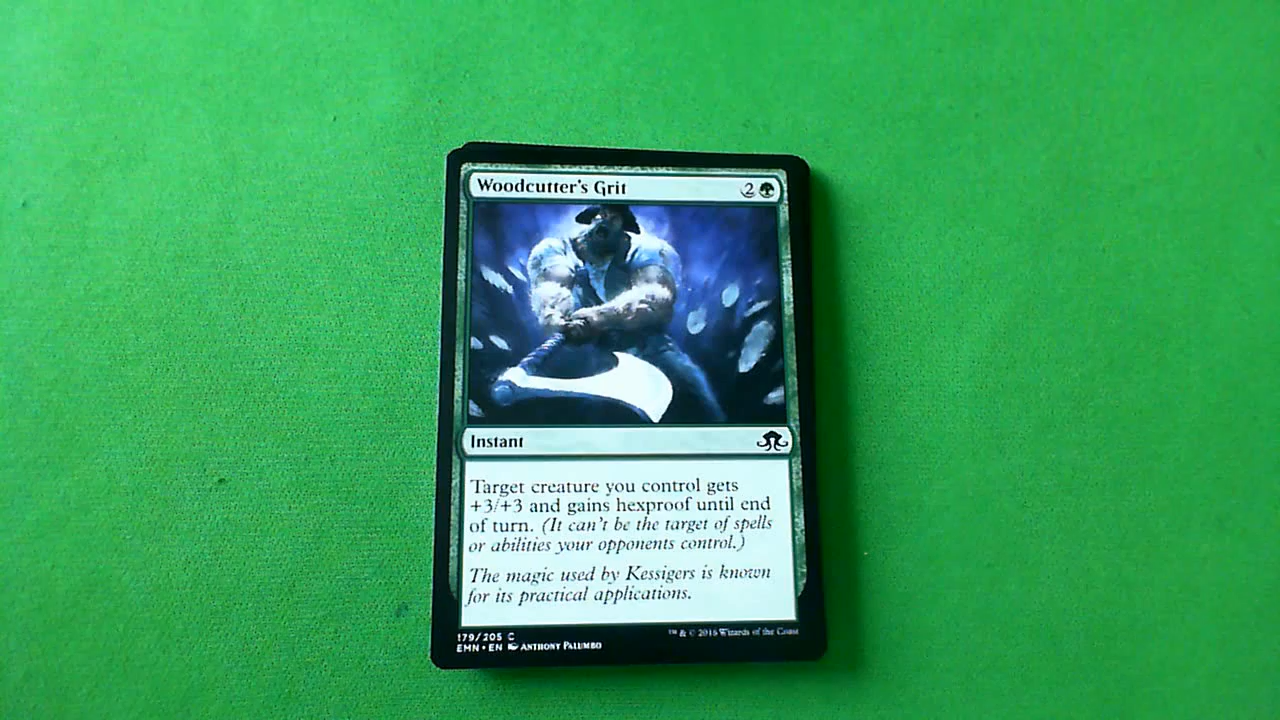 Woodcutter's Grit 2
Instant
Target creature you control gets
+3/+3 and gains hexproof until end
of turn. (It can't be the target of spells
or abilities your opponents control.)
The magic used by Kessigers is known
for its practical applications.
179/205 C
™ & © 2016 Wizards of the Coast
EMN • EN Anthony Palumbo